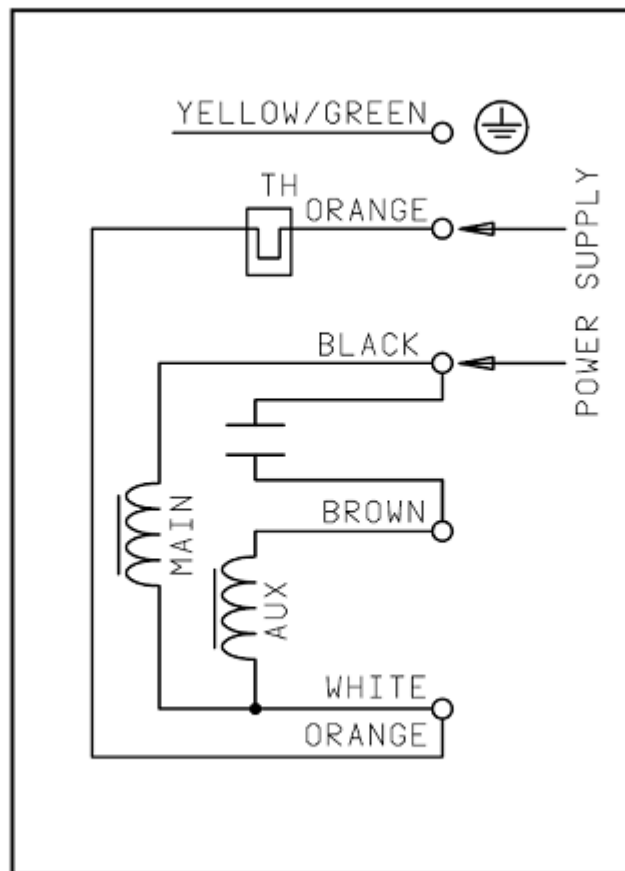 YELLOW/GREEN
TH
ORANGE
POWER SUPPLY
BLACK
BROWN
MAIN
AUX
WHITE
ORANGE